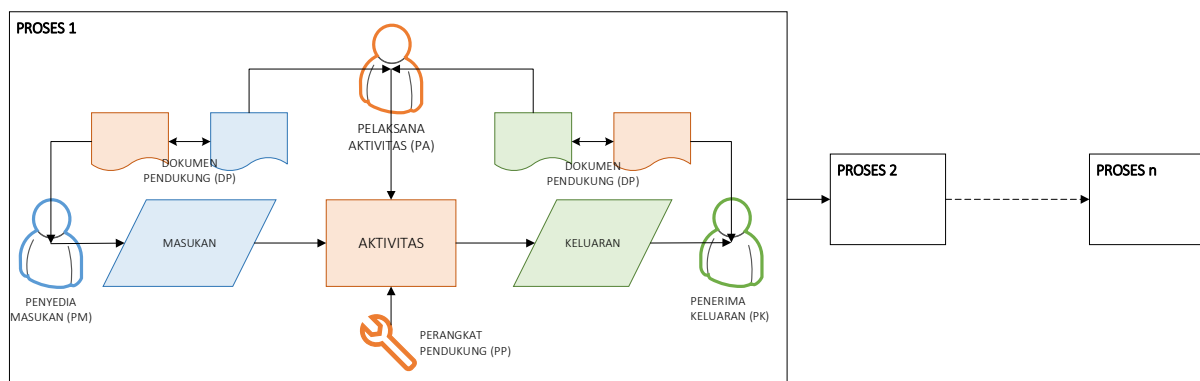 PROSES 1
PELAKSANA
AKTIVITAS (PA)
DOKUMEN
PENDUKUNG (DP)
DOKUMEN
PENDUKUNG (DP)
PROSES 2
PROSES n
MASUKAN
AKTIVITAS
KELUARAN
PENYEDIA
MASUKAN (PM)
PENERIMA
KELUARAN (PK)
PERANGKAT
PENDUKUNG (PP)